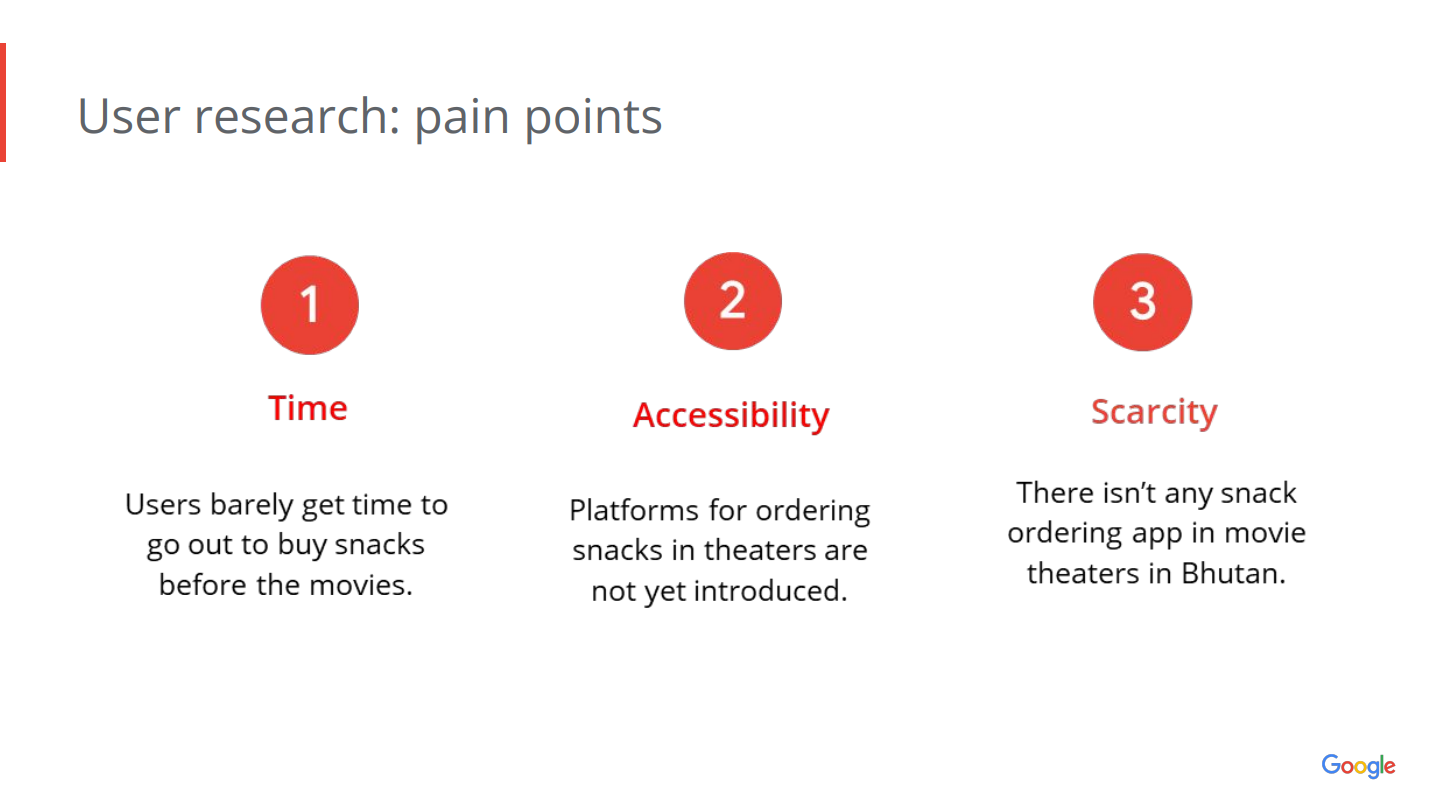 User research: pain points
1
Time
Users barely get time to
go out to buy snacks
before the movies.
2
Accessibility
Platforms for ordering
snacks in theaters are
not yet introduced.
3
Scarcity
There isn’t any snack
ordering app in movie
theaters in Bhutan.
Google